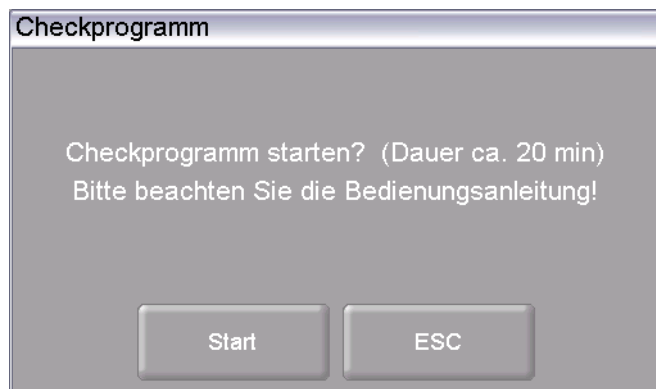 Checkprogramm
Checkprogramm starten? (Dauer ca. 20 min)
Bitte beachten Sie die Bedienungsanleitung!
Start
ESC